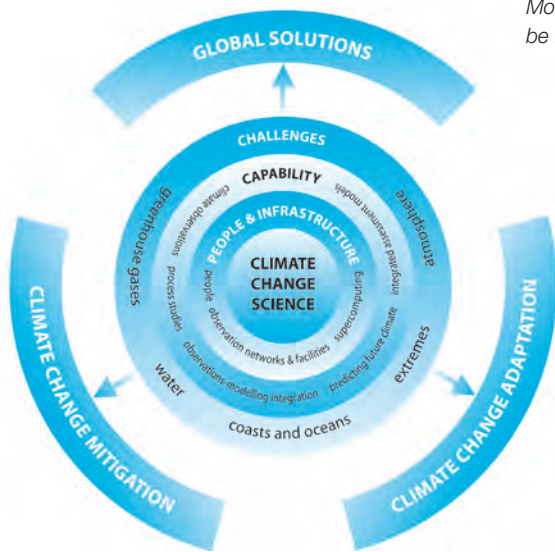 Mo
be
GLOBAL SOLUTIONS
CHALLENGES
greenhouse gases
water
coasts and oceans
extremes
atmosphere
CAPABILITY
climate observations
process studies
observations-modelling integration
predicting future climate
integrated assessment models
PEOPLE & INFRASTRUCTURE
people
observation networks & facilities
supercomputing
CLIMATE
CHANGE
SCIENCE
CLIMATE CHANGE MITIGATION
CLIMATE CHANGE ADAPTATION